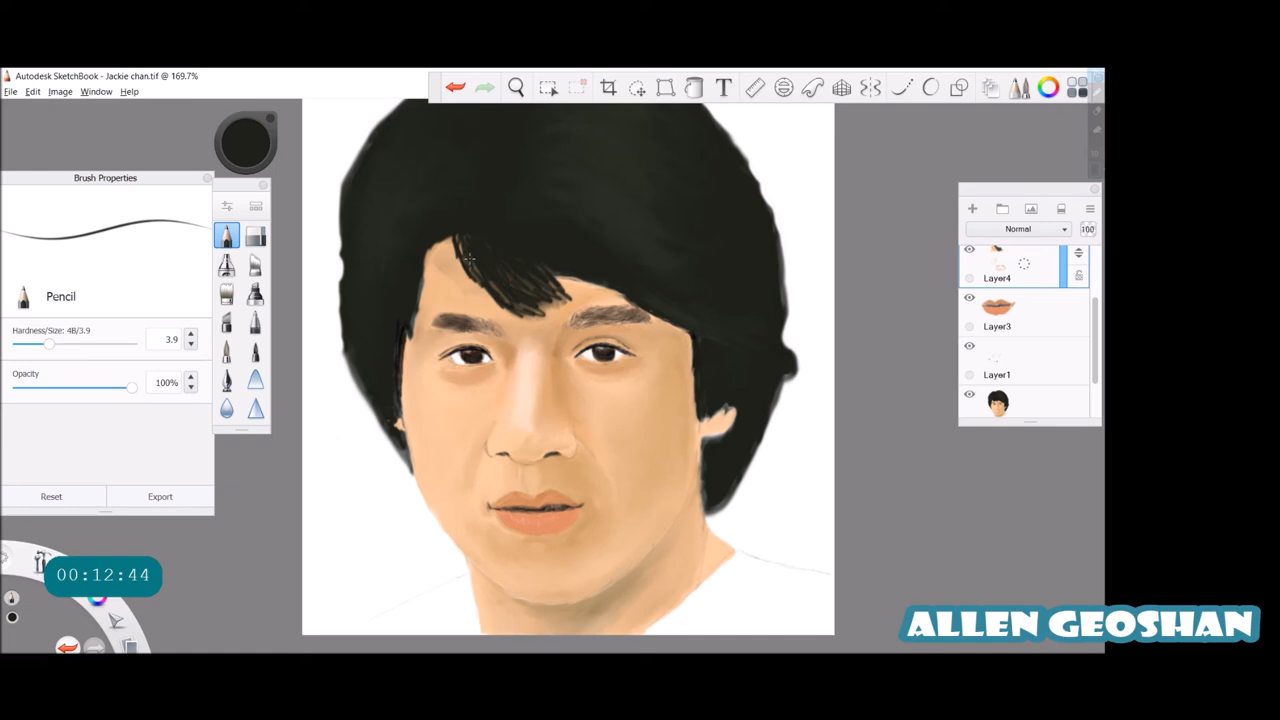 Autodesk SketchBook - Jackie chan.tif @ 169.7%
File Edit Image Window Help
Brush Properties
Pencil
Hardness/Size: 4B/3.9
3.9
Opacity
100%
Reset Export
Normal 100
Layer4
Layer3
Layer1
00:12:44
ALLEN GEOSHAN